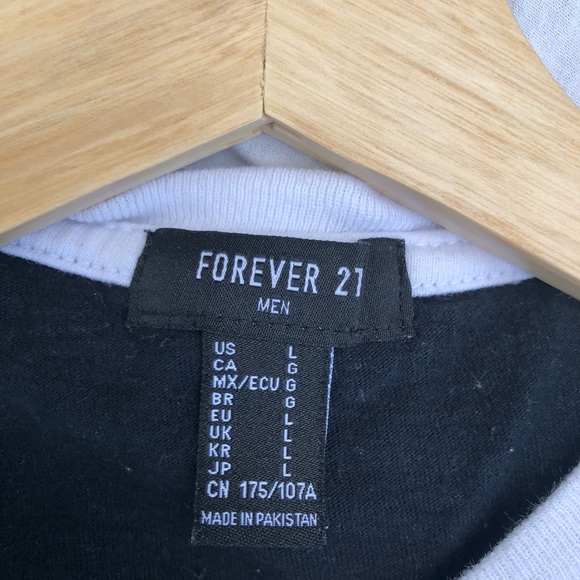 FOREVER 21
MEN
US L
CA G
MX/ECU G
BR G
EU L
UK L
KR L
JP L
CN 175/107A
MADE IN PAKISTAN